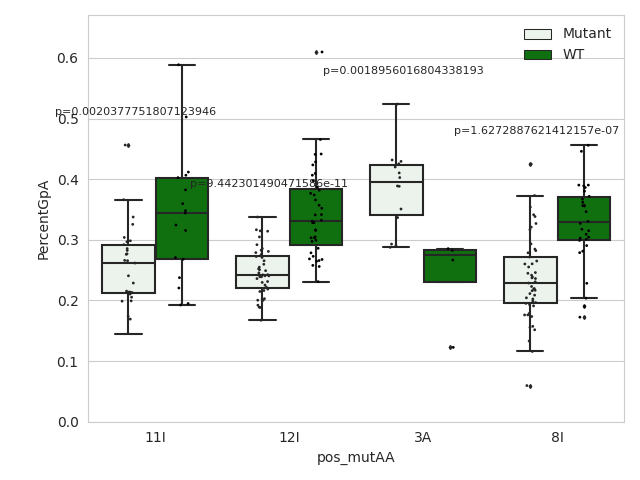 Mutant
WT
p=0.0018956016804338193
p=0.0020377751807123946
p=1.6272887621412157e-07
p=9.442301490471586e-11
PercentGpA
0.6
0.5
0.4
0.3
0.2
0.1
0.0
11I
12I
3A
8I
pos_mutAA